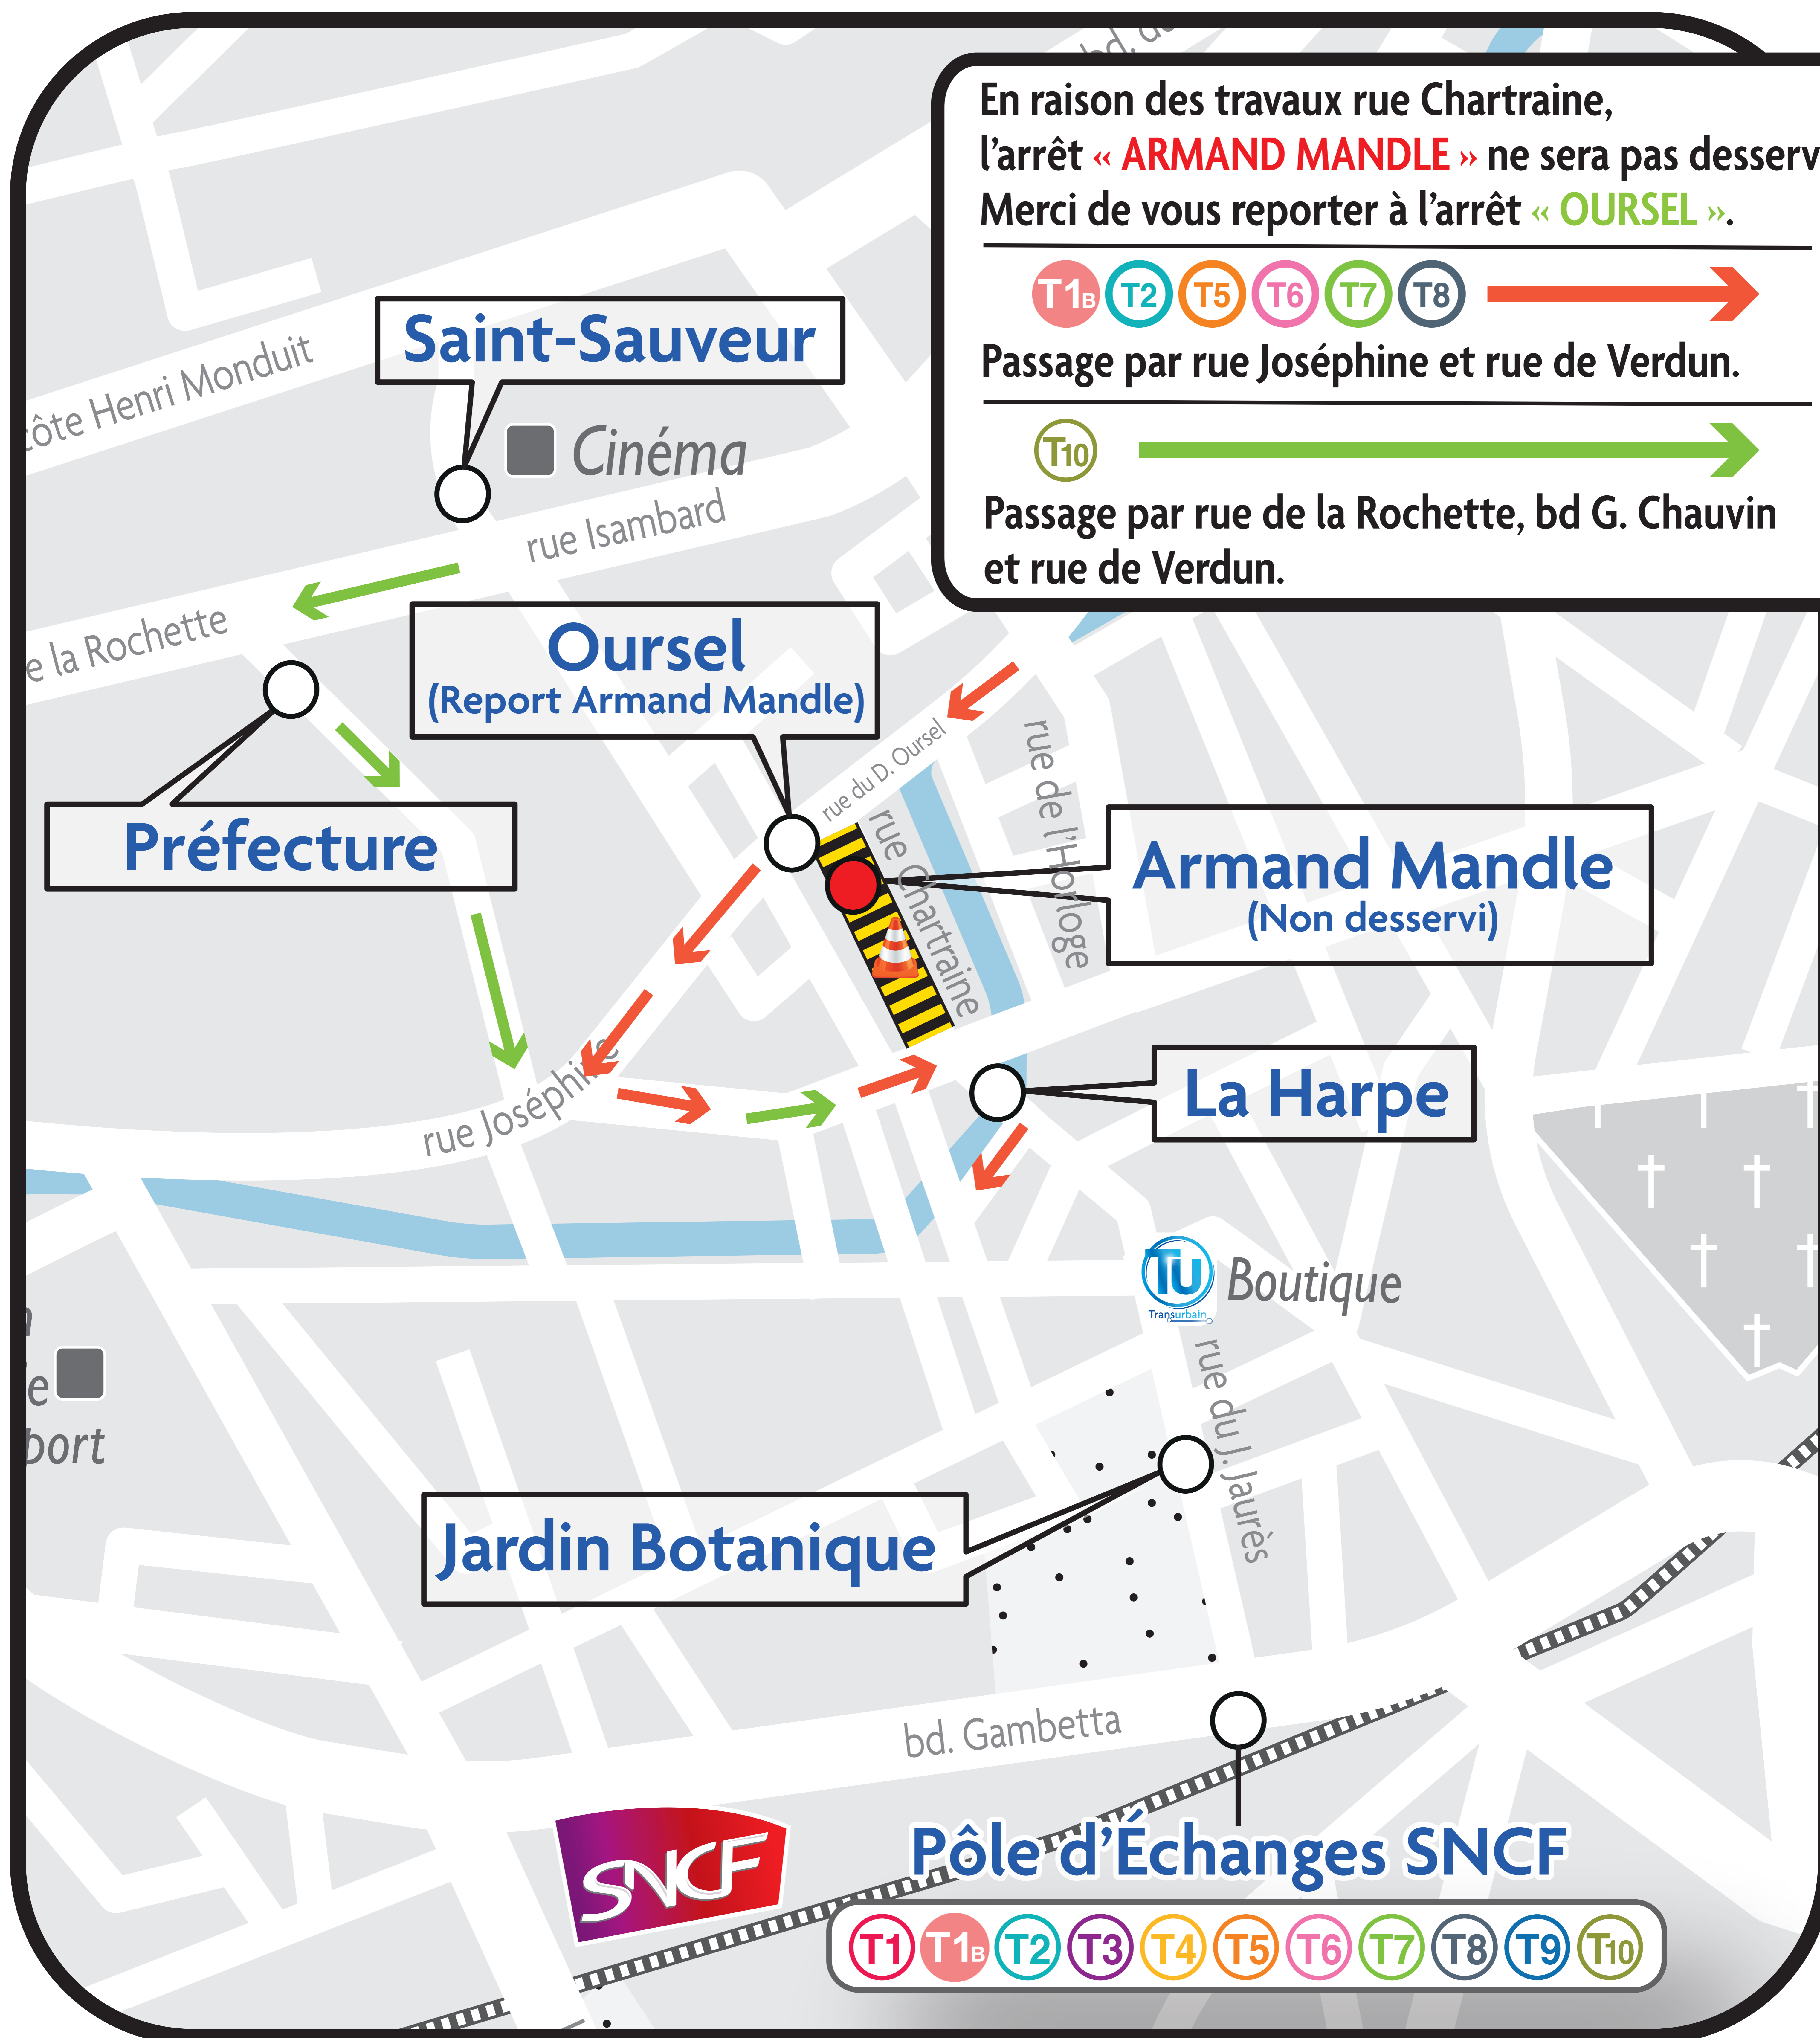 bd. du
En raison des travaux rue Chartraine,
l'arrêt « ARMAND MANDLE » ne sera pas desserv
Merci de vous reporter à l'arrêt « OURSEL ».
T1B T2 T5 T6 T7 T8
Passage par rue Joséphine et rue de Verdun.
T10
Passage par rue de la Rochette, bd G. Chauvin
et rue de Verdun.
Saint-Sauveur
côte Henri Monduit
Cinéma
rue Isambard
e la Rochette
Oursel
(Report Armand Mandle)
rue du D. Oursel
rue de l'Horloge
Préfecture
rue Chartraine
Armand Mandle
(Non desservi)
rue Joséphine
La Harpe
TU
Transurbain
Boutique
le
port
rue du J. Jaurès
Jardin Botanique
bd. Gambetta
SNCF
Pôle d'Échanges SNCF
T1 T1B T2 T3 T4 T5 T6 T7 T8 T9 T10